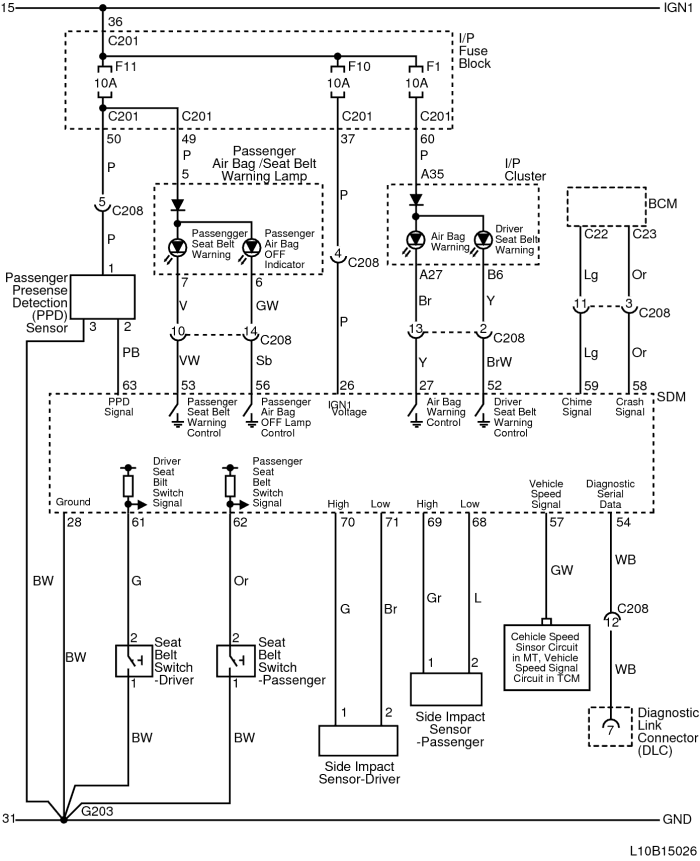 15
IGN1
36
C201
I/P
Fuse
Block
F11
10A
F10
10A
F1
10A
C201
C201
C201
C201
50
49
37
60
P
P
P
P
5
A35
Passenger
Air Bag /Seat Belt
Warning Lamp
I/P
Cluster
5
C208
P
Passengger
Seat Belt
Warning
Passenger
Air Bag
OFF
Indicator
4
C208
Air Bag
Warning
Driver
Seat Belt
Warning
BCM
C22
C23
Lg
Or
11
3
C208
Lg
Or
1
Passenger
Presense
Detection
(PPD)
Sensor
3
2
7
6
V
GW
10
14
C208
VW
Sb
P
A27
B6
Br
Y
13
2
C208
Y
BrW
PB
63
53
56
26
27
52
59
58
SDM
PPD
Signal
Passenger
Seat Belt
Warning
Control
Passenger
Air Bag
OFF Lamp
Control
IGN1
Voltage
Air Bag
Warning
Control
Driver
Seat Belt
Warning
Control
Chime
Signal
Crash
Signal
Driver
Seat
Bilt
Switch
Signal
Passenger
Seat
Belt
Switch
Signal
Ground
High
Low
High
Low
Vehicle
Speed
Signal
Diagnostic
Serial
Data
28
61
62
70
71
69
68
57
54
BW
BW
G
Or
G
Br
Gr
L
GW
WB
C208
12
WB
2
Seat
Belt
Switch
-Driver
1
2
Seat
Belt
Switch
-Passenger
1
1
2
Side Impact
Sensor
-Passenger
Cehicle Speed
Sinsor Circuit
in MT, Vehicle
Speed Signal
Circuit in TCM
7
Diagnostic
Link
Connector
(DLC)
1
2
Side Impact
Sensor-Driver
BW
BW
G203
31
GND
L10B15026